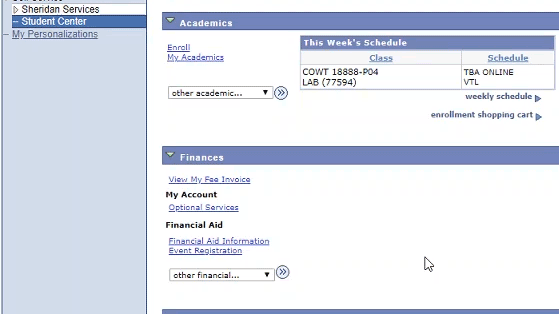 Sheridan Services
Student Center
My Personalizations
Academics
Enroll
My Academics
other academic...
This Week's Schedule
Class Schedule
COWT 18888-P04 TBA ONLINE
LAB (77594) VTL
weekly schedule
enrollment shopping cart
Finances
View My Fee Invoice
My Account
Optional Services
Financial Aid
Financial Aid Information
Event Registration
other financial...